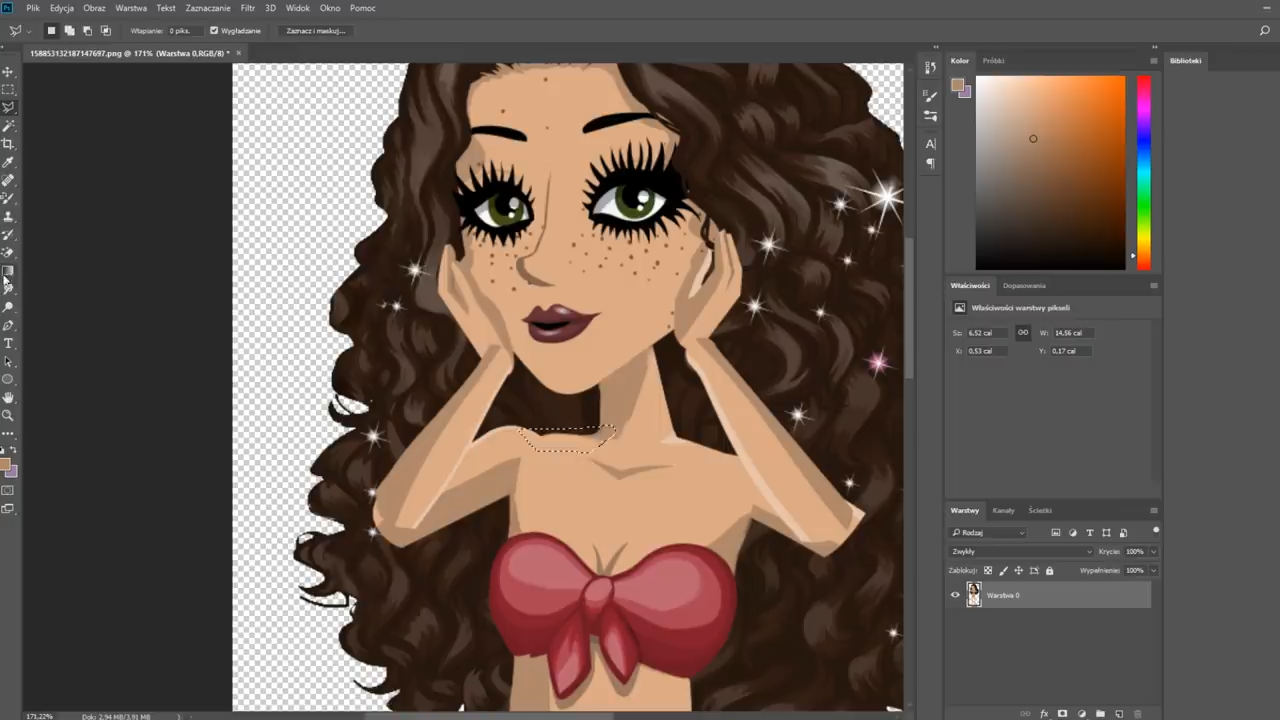 Plik Edycja Obraz Warstwa Tekst Zaznaczanie Filtr 3D Widok Okno Pomoc
Wtapianie: 0 piks. Wygładzanie Zaznacz i maskuj...
158853132187147697.png @ 171% (Warstwa 0,RGB/8) *
Kolor Próbki
Biblioteki
Właściwości Dopasowania
Właściwości warstwy pikseli
Sz: 6,52 cal W: 14,56 cal
X: 0,53 cal Y: 0,17 cal
Warstwy Kanały Ścieżki
Rodzaj
Zwykły Krycie: 100%
Zablokuj: Wypełnienie: 100%
Warstwa 0
171,22% Dok: 2,94 MB/3,91 MB